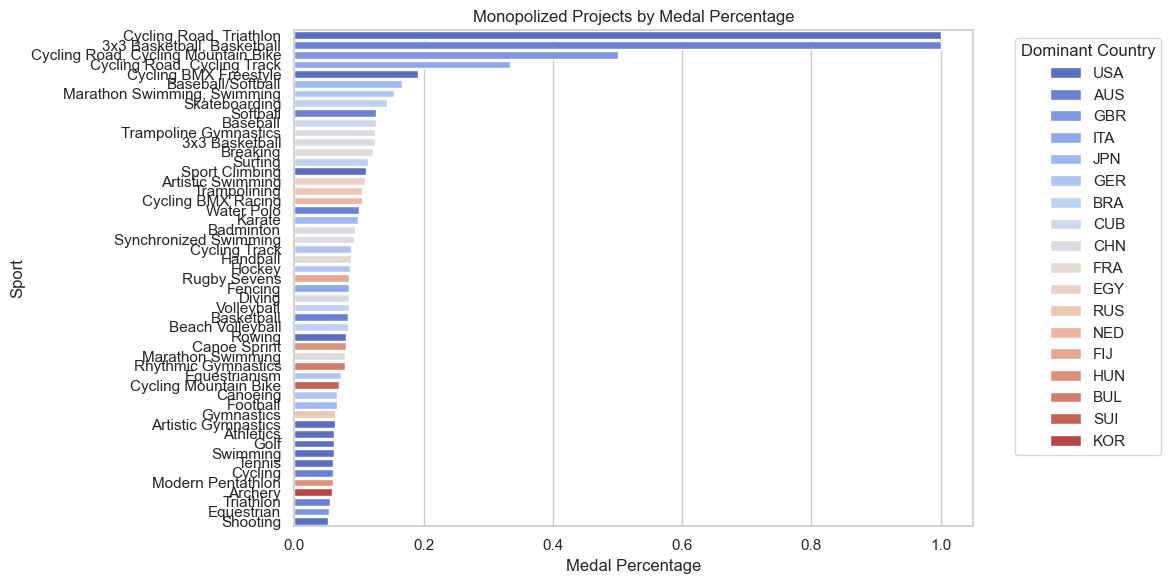 Monopolized Projects by Medal Percentage
Cycling Road, Triathlon
3x3 Basketball, Basketball
Cycling Road, Cycling Mountain Bike
Cycling Road, Cycling Track
Cycling BMX Freestyle
Baseball/Softball
Marathon Swimming, Swimming
Skateboarding
Softball
Baseball
Trampoline Gymnastics
3x3 Basketball
Breaking
Surfing
Sport Climbing
Artistic Swimming
Trampolining
Cycling BMX Racing
Water Polo
Karate
Badminton
Synchronized Swimming
Cycling Track
Handball
Hockey
Rugby Sevens
Fencing
Diving
Volleyball
Basketball
Beach Volleyball
Rowing
Canoe Sprint
Marathon Swimming
Rhythmic Gymnastics
Equestrianism
Cycling Mountain Bike
Canoeing
Football
Gymnastics
Artistic Gymnastics
Athletics
Golf
Swimming
Tennis
Cycling
Modern Pentathlon
Archery
Triathlon
Equestrian
Shooting
Sport
0.0 0.2 0.4 0.6 0.8 1.0
Medal Percentage
Dominant Country
USA
AUS
GBR
ITA
JPN
GER
BRA
CUB
CHN
FRA
EGY
RUS
NED
FIJ
HUN
BUL
SUI
KOR